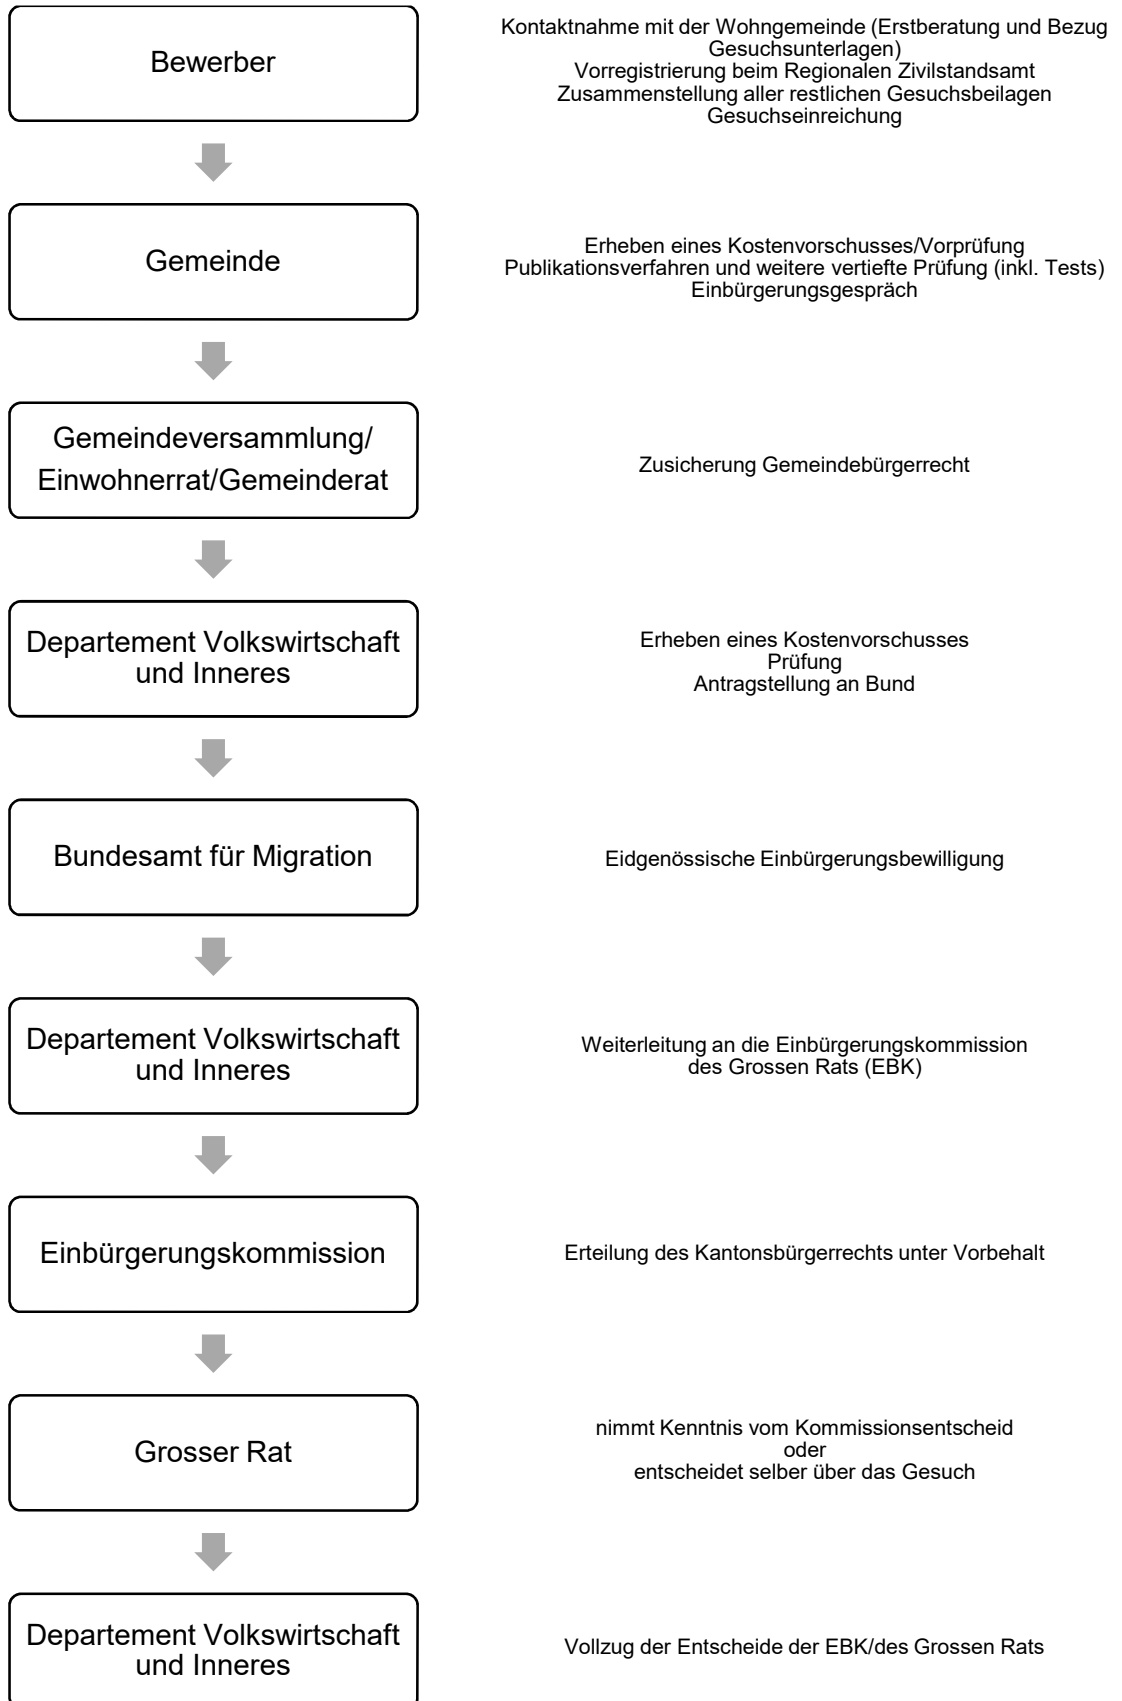 Bewerber
Kontaktnahme mit der Wohngemeinde (Erstberatung und Bezug
Gesuchsunterlagen)
Vorregistrierung beim Regionalen Zivilstandsamt
Zusammenstellung aller restlichen Gesuchsbeilagen
Gesuchseinreichung
Gemeinde
Erheben eines Kostenvorschusses/Vorprüfung
Publikationsverfahren und weitere vertiefte Prüfung (inkl. Tests)
Einbürgerungsgespräch
Gemeindeversammlung/
Einwohnerrat/Gemeinderat
Zusicherung Gemeindebürgerrecht
Departement Volkswirtschaft
und Inneres
Erheben eines Kostenvorschusses
Prüfung
Antragstellung an Bund
Bundesamt für Migration
Eidgenössische Einbürgerungsbewilligung
Departement Volkswirtschaft
und Inneres
Weiterleitung an die Einbürgerungskommission
des Grossen Rats (EBK)
Einbürgerungskommission
Erteilung des Kantonsbürgerrechts unter Vorbehalt
Grosser Rat
nimmt Kenntnis vom Kommissionsentscheid
oder
entscheidet selber über das Gesuch
Departement Volkswirtschaft
und Inneres
Vollzug der Entscheide der EBK/des Grossen Rats